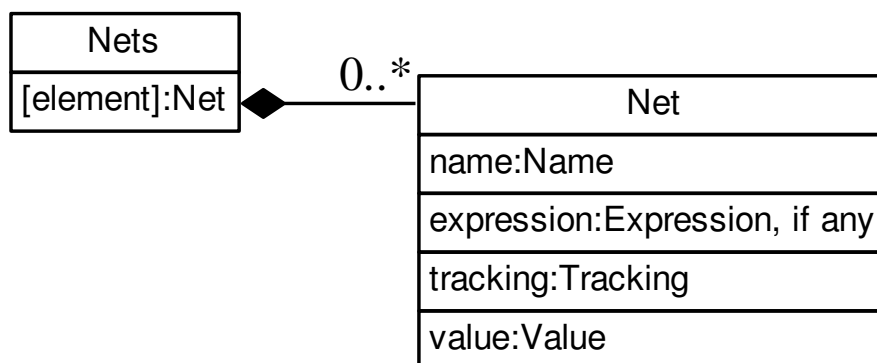 Nets
[element]:Net
0..*
Net
name:Name
expression:Expression, if any
tracking:Tracking
value:Value